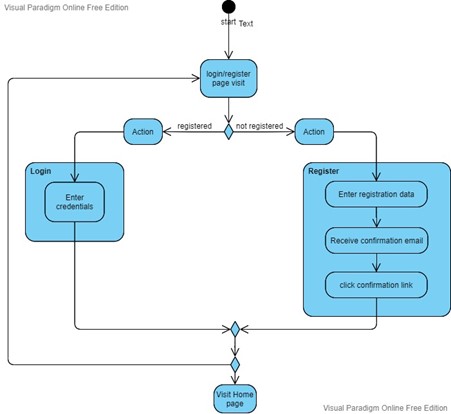 Visual Paradigm Online Free Edition
start
Text
login/register
page visit
Action
registered
not registered
Action
Login
Enter
credentials
Register
Enter registration data
Receive confirmation email
click confirmation link
Visit Home
page
Visual Paradigm Online Free Edition